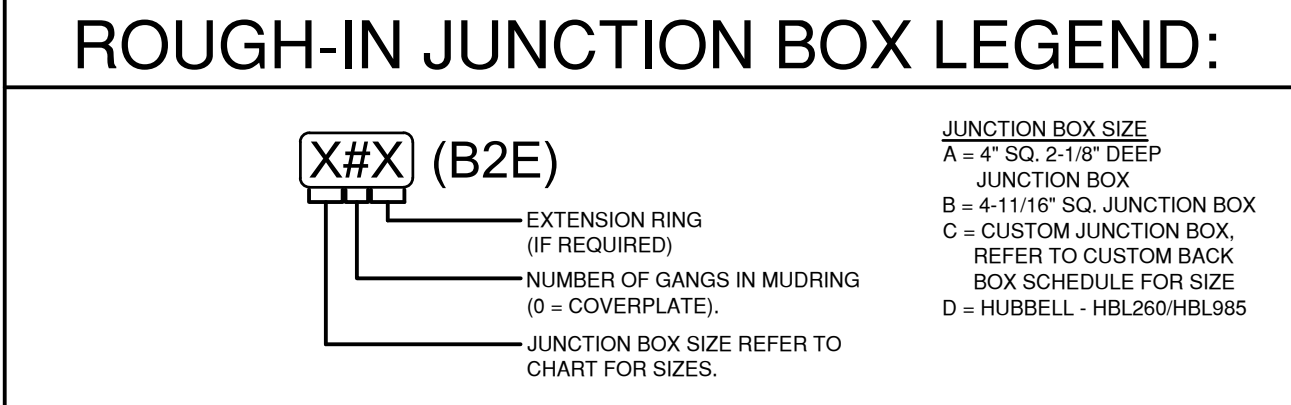 ROUGH-IN JUNCTION BOX LEGEND:
X#X (B2E)
EXTENSION RING
(IF REQUIRED)
NUMBER OF GANGS IN MUDRING
(0 = COVERPLATE).
JUNCTION BOX SIZE REFER TO
CHART FOR SIZES.
JUNCTION BOX SIZE
A = 4" SQ. 2-1/8" DEEP
JUNCTION BOX
B = 4-11/16" SQ. JUNCTION BOX
C = CUSTOM JUNCTION BOX,
REFER TO CUSTOM BACK
BOX SCHEDULE FOR SIZE
D = HUBBELL - HBL260/HBL985